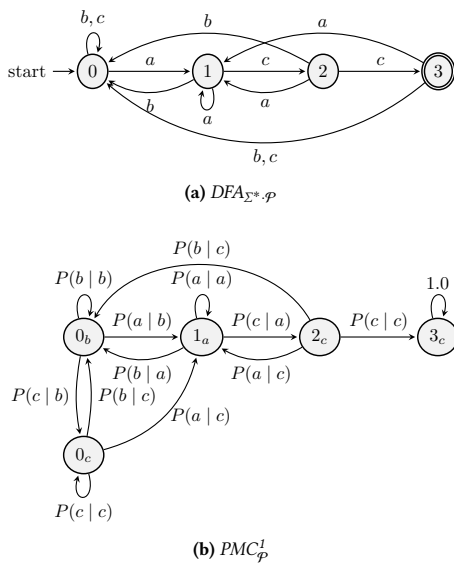 b, c
b
a
start
0
a
1
c
2
c
3
b
a
a
b, c
(a) DFA_{Σ*·𝒫}
P(b | c)
P(b | b)
P(a | a)
1.0
0_b
P(a | b)
1_a
P(c | a)
2_c
P(c | c)
3_c
P(b | a)
P(a | c)
P(c | b)
P(b | c)
P(a | c)
0_c
P(c | c)
(b) PMC^1_𝒫